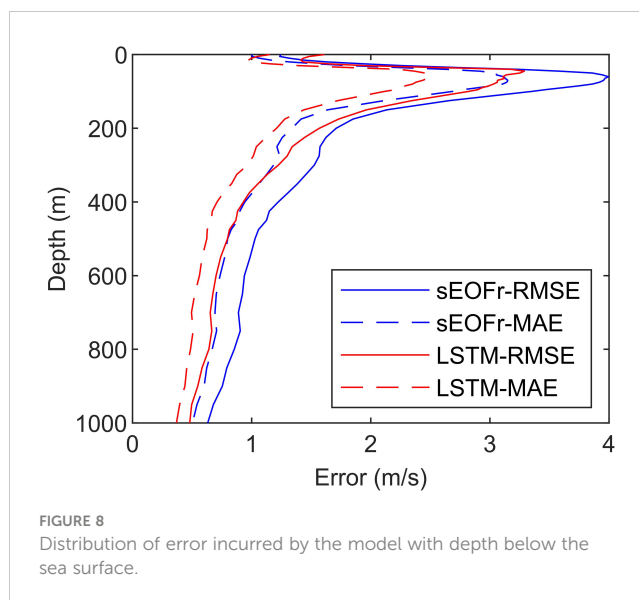 0
200
400
600
800
1000
Depth (m)
sEOFr-RMSE
sEOFr-MAE
LSTM-RMSE
LSTM-MAE
0 1 2 3 4
Error (m/s)
FIGURE 8
Distribution of error incurred by the model with depth below the
sea surface.